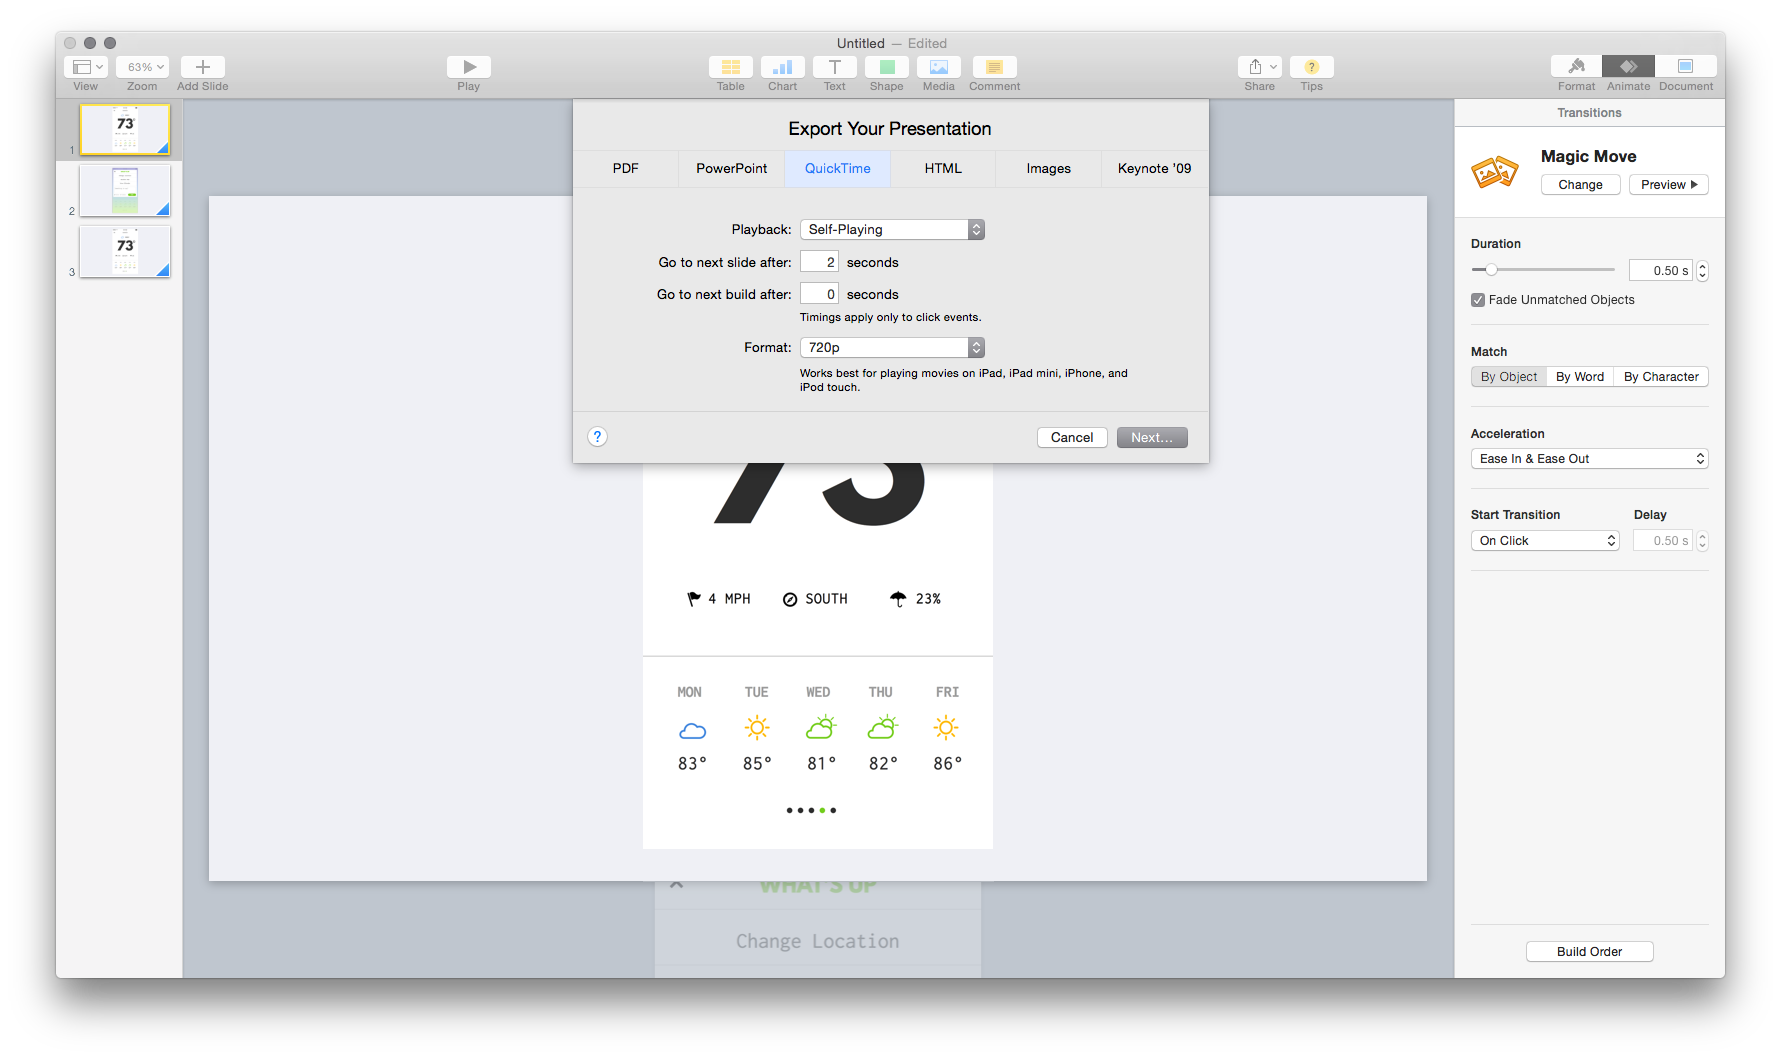 Untitled — Edited
63%
View Zoom Add Slide Play Table Chart Text Shape Media Comment Share Tips Format Animate Document
Export Your Presentation
PDF PowerPoint QuickTime HTML Images Keynote '09
Playback: Self-Playing
Go to next slide after: 2 seconds
Go to next build after: 0 seconds
Timings apply only to click events.
Format: 720p
Works best for playing movies on iPad, iPad mini, iPhone, and
iPod touch.
?
Cancel Next...
1
73°
2
3
73°
73
4 MPH SOUTH 23%
MON TUE WED THU FRI
83° 85° 81° 82° 86°
WHAT'S UP
Change Location
Transitions
Magic Move
Change Preview
Duration
0.50 s
Fade Unmatched Objects
Match
By Object By Word By Character
Acceleration
Ease In & Ease Out
Start Transition Delay
On Click 0.50 s
Build Order